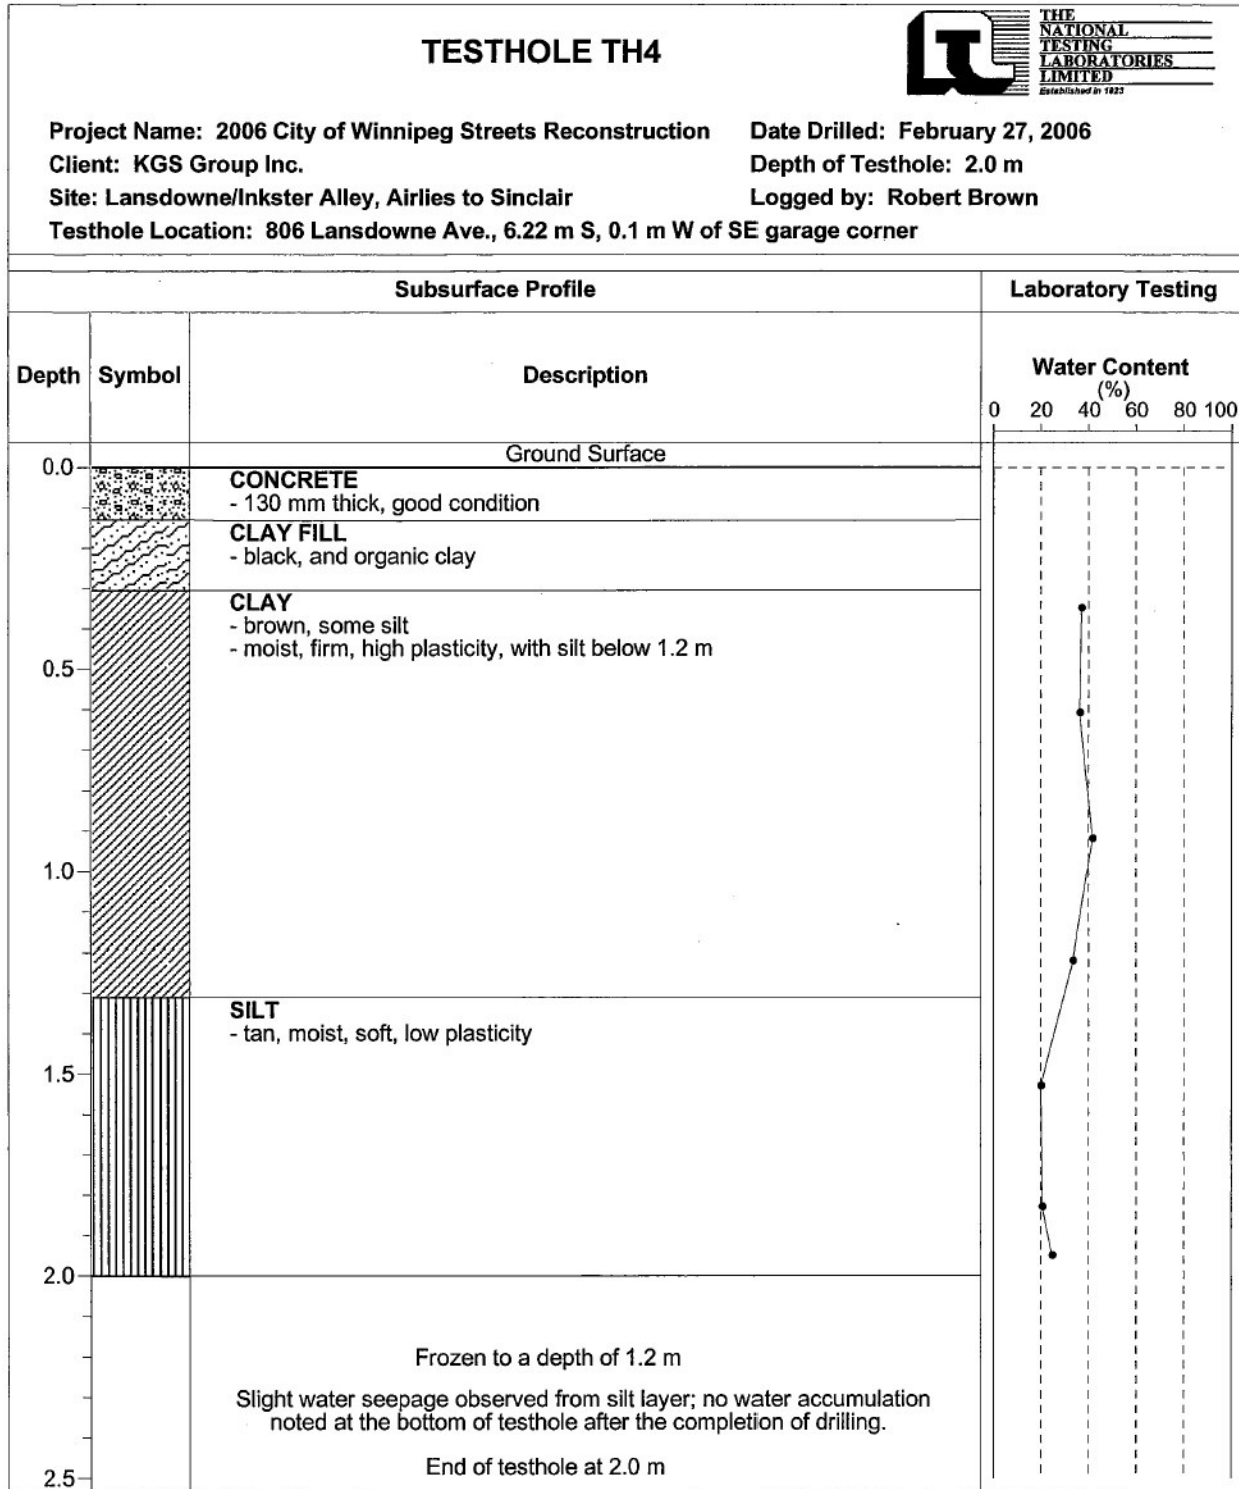 TESTHOLE TH4
THE
NATIONAL
TESTING
LABORATORIES
LIMITED
Established in 1923
Project Name: 2006 City of Winnipeg Streets Reconstruction
Date Drilled: February 27, 2006
Client: KGS Group Inc.
Depth of Testhole: 2.0 m
Site: Lansdowne/Inkster Alley, Airlies to Sinclair
Logged by: Robert Brown
Testhole Location: 806 Lansdowne Ave., 6.22 m S, 0.1 m W of SE garage corner
Subsurface Profile
Laboratory Testing
Depth
Symbol
Description
Water Content
(%)
0 20 40 60 80 100
Ground Surface
0.0
CONCRETE
- 130 mm thick, good condition
CLAY FILL
- black, and organic clay
CLAY
- brown, some silt
- moist, firm, high plasticity, with silt below 1.2 m
0.5
1.0
SILT
- tan, moist, soft, low plasticity
1.5
2.0
Frozen to a depth of 1.2 m
Slight water seepage observed from silt layer; no water accumulation
noted at the bottom of testhole after the completion of drilling.
End of testhole at 2.0 m
2.5